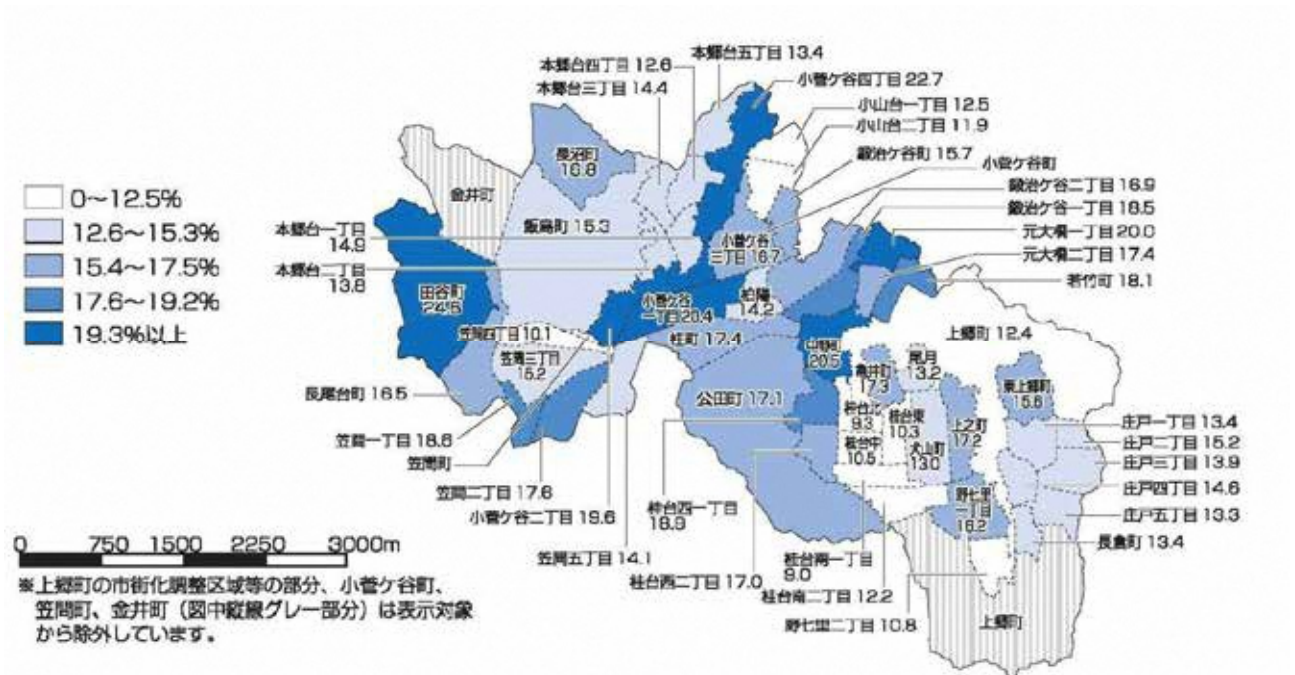 本郷台五丁目 13.4
本郷台四丁目 12.6
小菅ケ谷四丁目 22.7
本郷台三丁目 14.4
小山台一丁目 12.5
小山台二丁目 11.9
鍛治ケ谷町 15.7
小菅ケ谷町
長沼町
16.8
鍛治ケ谷二丁目 16.9
0〜12.5%
金井町
鍛治ケ谷一丁目 18.5
12.6〜15.3%
飯島町 15.3
元大橋一丁目 20.0
本郷台一丁目
14.9
小菅ケ谷
三丁目 16.7
15.4〜17.5%
元大橋二丁目 17.4
本郷台二丁目
13.8
17.6〜19.2%
若竹町 18.1
田谷町
小菅ケ谷
一丁目 20.4
柏陽
14.2
19.3%以上
笠間四丁目 10.1
桂町 17.4
上郷町 12.4
20.5
笠間三丁目
15.2
亀井町
17.3
尾月
13.2
東上郷町
15.6
長尾台町 16.5
公田町 17.1
桂台北
9.3
桂台東
10.3
上之町
17.2
庄戸一丁目 13.4
笠間一丁目 18.6
桂台中
10.5
犬山町
13.0
庄戸二丁目 15.2
笠間町
庄戸三丁目 13.9
笠間二丁目 17.6
庄戸四丁目 14.6
小菅ケ谷二丁目 19.6
桂台西一丁目
18.9
野七里
一丁目
16.2
庄戸五丁目 13.3
0 750 1500 2250 3000m
笠間五丁目 14.1
桂台南一丁目
9.0
長倉町 13.4
桂台西二丁目 17.0
桂台南二丁目 12.2
野七里二丁目 10.8
上郷町
※上郷町の市街化調整区域等の部分、小菅ケ谷町、
笠間町、金井町（図中縦線グレー部分）は表示対象
から除外しています。